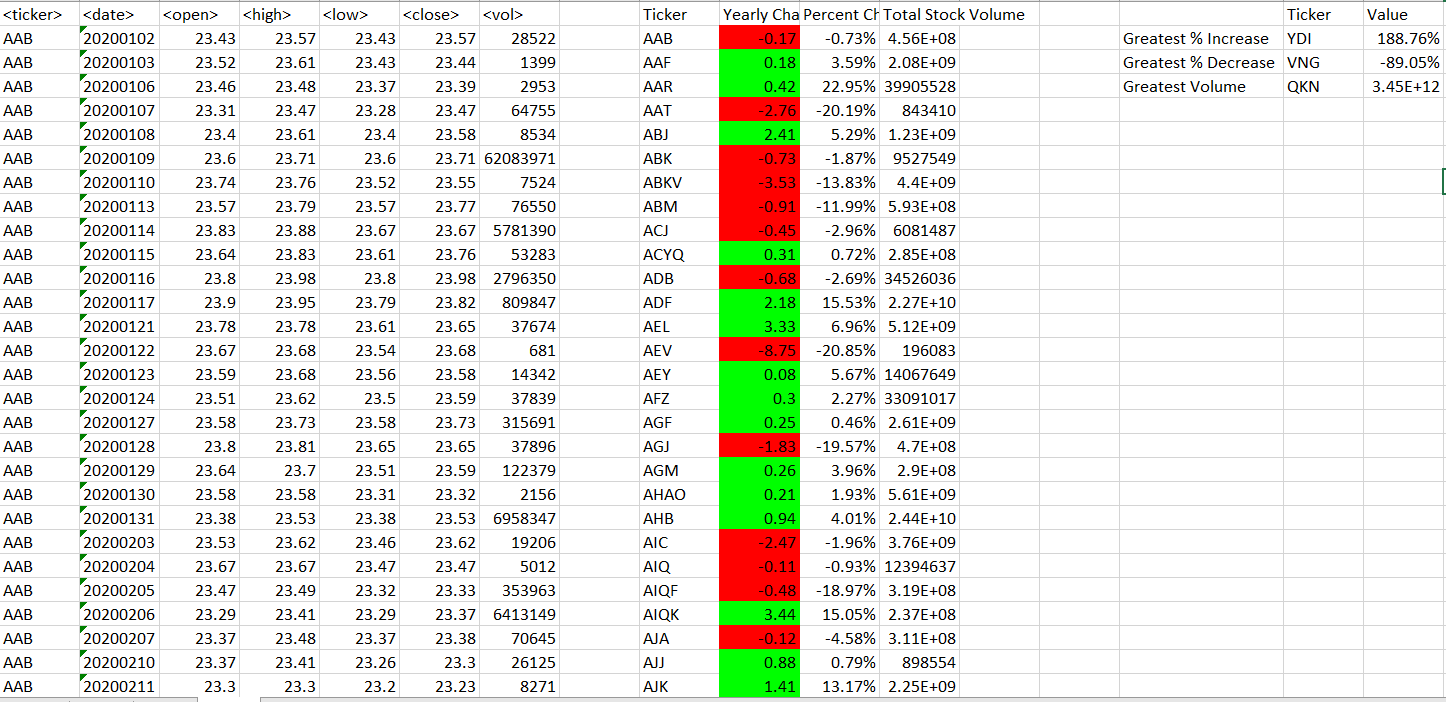 <ticker> <date> <open> <high> <low> <close> <vol> Ticker Yearly Cha Percent Ch Total Stock Volume Ticker Value
AAB 20200102 23.43 23.57 23.43 23.57 28522 AAB -0.17 -0.73% 4.56E+08 Greatest % Increase YDI 188.76%
AAB 20200103 23.52 23.61 23.43 23.44 1399 AAF 0.18 3.59% 2.08E+09 Greatest % Decrease VNG -89.05%
AAB 20200106 23.46 23.48 23.37 23.39 2953 AAR 0.42 22.95% 39905528 Greatest Volume QKN 3.45E+12
AAB 20200107 23.31 23.47 23.28 23.47 64755 AAT -2.76 -20.19% 843410
AAB 20200108 23.4 23.61 23.4 23.58 8534 ABJ 2.41 5.29% 1.23E+09
AAB 20200109 23.6 23.71 23.6 23.71 62083971 ABK -0.73 -1.87% 9527549
AAB 20200110 23.74 23.76 23.52 23.55 7524 ABKV -3.53 -13.83% 4.4E+09
AAB 20200113 23.57 23.79 23.57 23.77 76550 ABM -0.91 -11.99% 5.93E+08
AAB 20200114 23.83 23.88 23.67 23.67 5781390 ACJ -0.45 -2.96% 6081487
AAB 20200115 23.64 23.83 23.61 23.76 53283 ACYQ 0.31 0.72% 2.85E+08
AAB 20200116 23.8 23.98 23.8 23.98 2796350 ADB -0.68 -2.69% 34526036
AAB 20200117 23.9 23.95 23.79 23.82 809847 ADF 2.18 15.53% 2.27E+10
AAB 20200121 23.78 23.78 23.61 23.65 37674 AEL 3.33 6.96% 5.12E+09
AAB 20200122 23.67 23.68 23.54 23.68 681 AEV -8.75 -20.85% 196083
AAB 20200123 23.59 23.68 23.56 23.58 14342 AEY 0.08 5.67% 14067649
AAB 20200124 23.51 23.62 23.5 23.59 37839 AFZ 0.3 2.27% 33091017
AAB 20200127 23.58 23.73 23.58 23.73 315691 AGF 0.25 0.46% 2.61E+09
AAB 20200128 23.8 23.81 23.65 23.65 37896 AGJ -1.83 -19.57% 4.7E+08
AAB 20200129 23.64 23.7 23.51 23.59 122379 AGM 0.26 3.96% 2.9E+08
AAB 20200130 23.58 23.58 23.31 23.32 2156 AHAO 0.21 1.93% 5.61E+09
AAB 20200131 23.38 23.53 23.38 23.53 6958347 AHB 0.94 4.01% 2.44E+10
AAB 20200203 23.53 23.62 23.46 23.62 19206 AIC -2.47 -1.96% 3.76E+09
AAB 20200204 23.67 23.67 23.47 23.47 5012 AIQ -0.11 -0.93% 12394637
AAB 20200205 23.47 23.49 23.32 23.33 353963 AIQF -0.48 -18.97% 3.19E+08
AAB 20200206 23.29 23.41 23.29 23.37 6413149 AIQK 3.44 15.05% 2.37E+08
AAB 20200207 23.37 23.48 23.37 23.38 70645 AJA -0.12 -4.58% 3.11E+08
AAB 20200210 23.37 23.41 23.26 23.3 26125 AJJ 0.88 0.79% 898554
AAB 20200211 23.3 23.3 23.2 23.23 8271 AJK 1.41 13.17% 2.25E+09